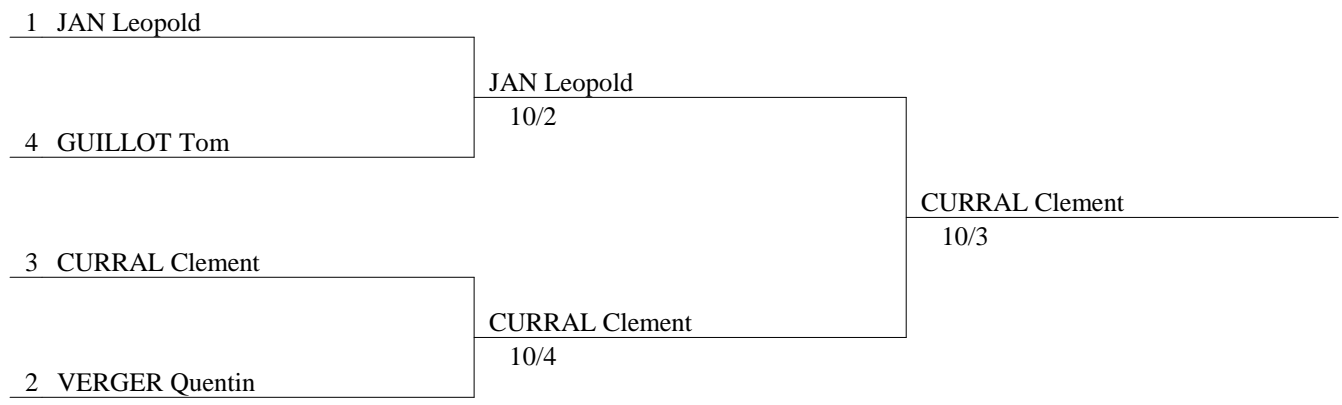 1 JAN Leopold
JAN Leopold
10/2
4 GUILLOT Tom
CURRAL Clement
10/3
3 CURRAL Clement
CURRAL Clement
10/4
2 VERGER Quentin